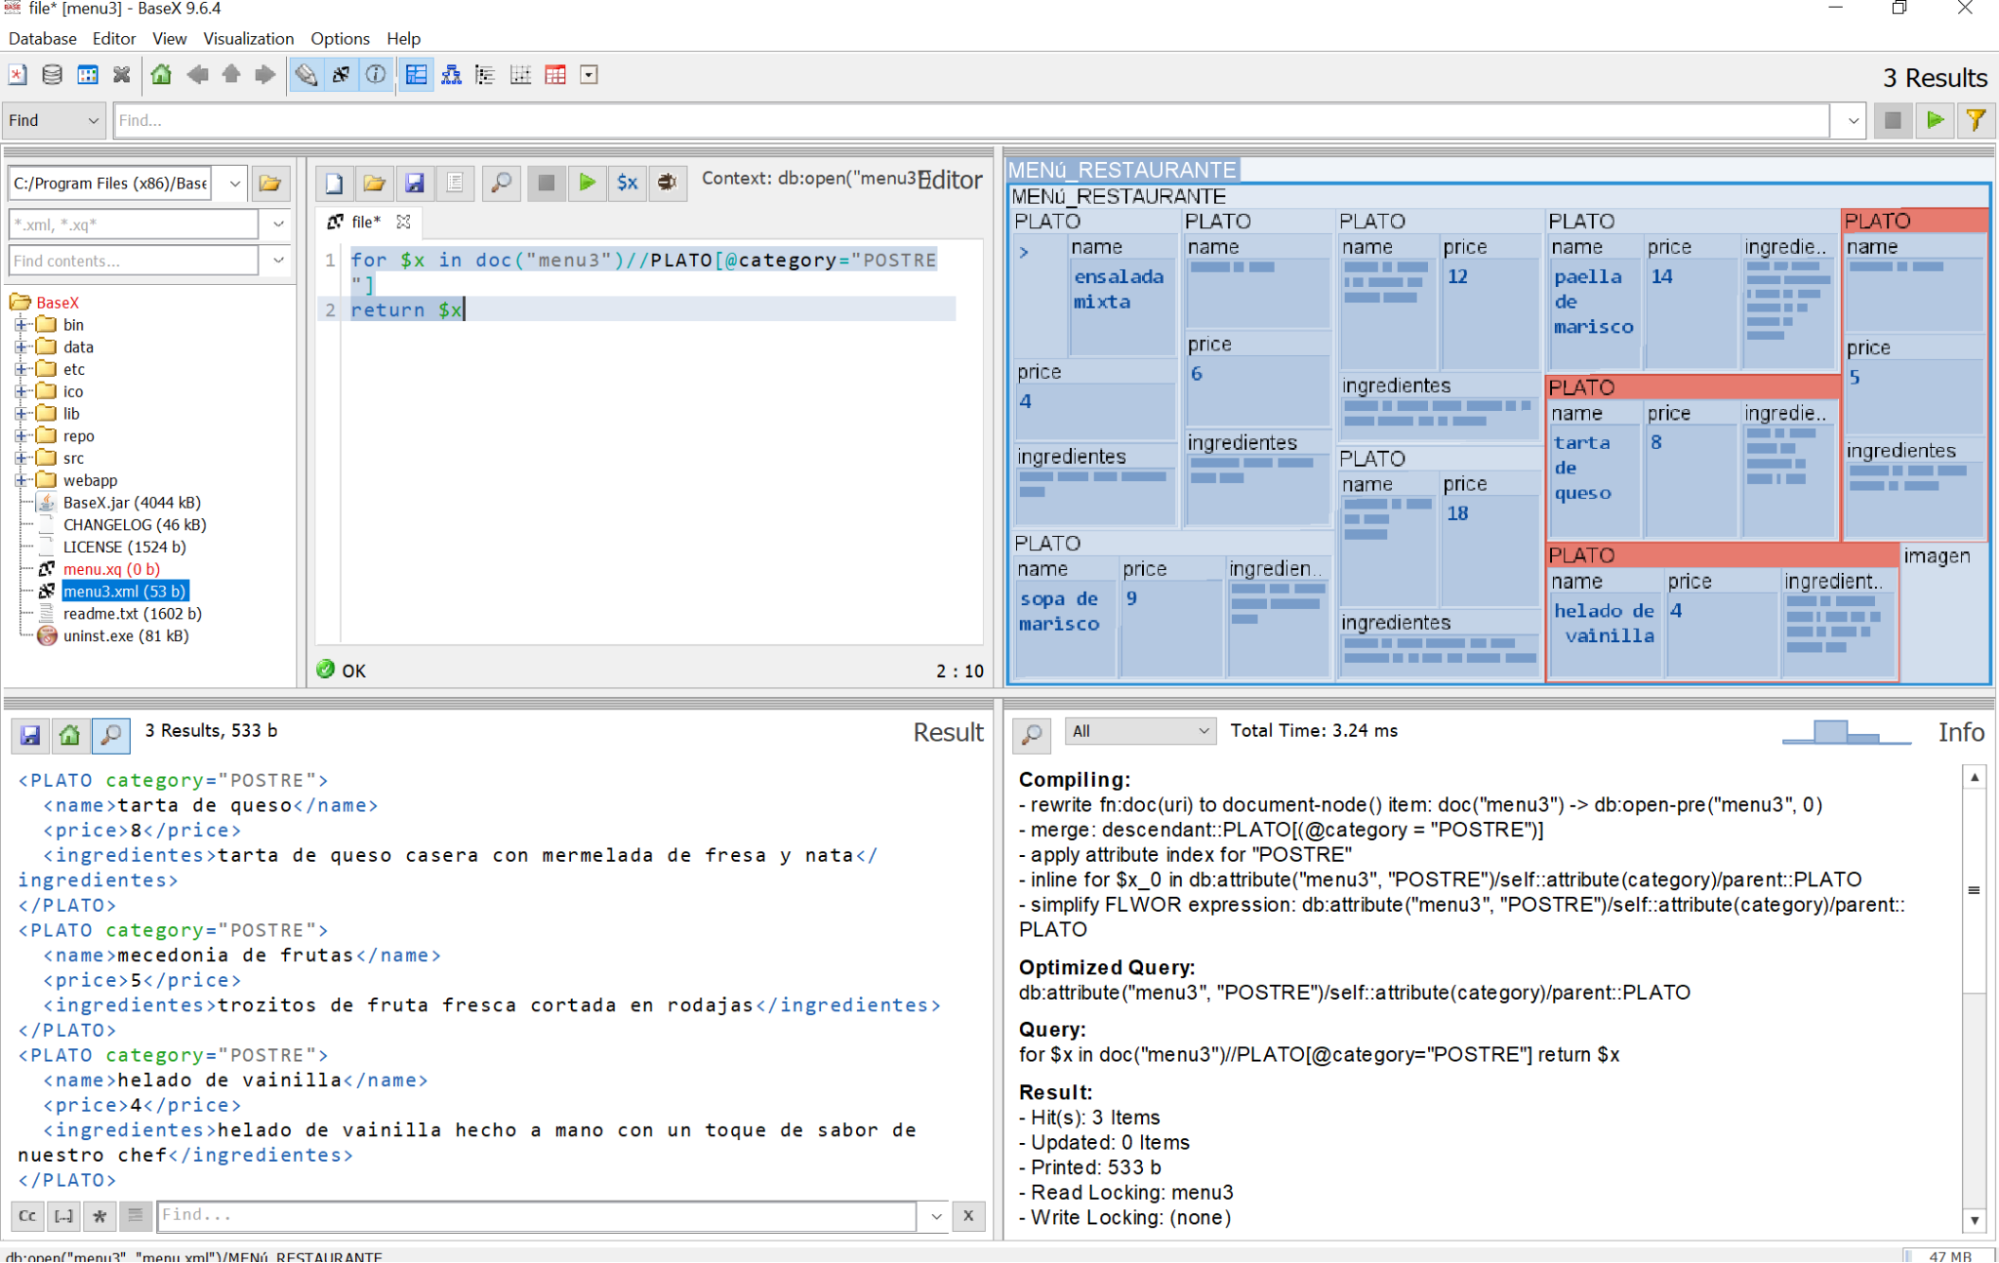 file* [menu3] - BaseX 9.6.4
Database Editor View Visualization Options Help
3 Results
Find
Find...
C:/Program Files (x86)/Base
*.xml, *.xq*
Find contents...
BaseX
bin
data
etc
ico
lib
repo
src
webapp
BaseX.jar (4044 kB)
CHANGELOG (46 kB)
LICENSE (1524 b)
menu.xq (0 b)
menu3.xml (53 b)
readme.txt (1602 b)
uninst.exe (81 kB)
$x
Context: db:open("menu3
Editor
file*
1 for $x in doc("menu3")//PLATO[@category="POSTRE
"]
2 return $x
OK
2 : 10
MENú_RESTAURANTE
MENú_RESTAURANTE
PLATO
>
name
ensalada
mixta
price
4
ingredientes
PLATO
name
price
6
ingredientes
PLATO
name
sopa de
marisco
price
9
ingredien..
PLATO
name
price
12
ingredientes
PLATO
name
price
18
ingredientes
PLATO
name
paella
de
marisco
price
14
ingredie..
PLATO
name
tarta
de
queso
price
8
ingredie..
PLATO
name
price
5
ingredientes
PLATO
name
helado de
vainilla
price
4
ingredient..
imagen
3 Results, 533 b
Result
<PLATO category="POSTRE">
<name>tarta de queso</name>
<price>8</price>
<ingredientes>tarta de queso casera con mermelada de fresa y nata</
ingredientes>
</PLATO>
<PLATO category="POSTRE">
<name>mecedonia de frutas</name>
<price>5</price>
<ingredientes>trozitos de fruta fresca cortada en rodajas</ingredientes>
</PLATO>
<PLATO category="POSTRE">
<name>helado de vainilla</name>
<price>4</price>
<ingredientes>helado de vainilla hecho a mano con un toque de sabor de
nuestro chef</ingredientes>
</PLATO>
Cc [...] *
Find...
X
All
Total Time: 3.24 ms
Info
Compiling:
- rewrite fn:doc(uri) to document-node() item: doc("menu3") -> db:open-pre("menu3", 0)
- merge: descendant::PLATO[(@category = "POSTRE")]
- apply attribute index for "POSTRE"
- inline for $x_0 in db:attribute("menu3", "POSTRE")/self::attribute(category)/parent::PLATO
- simplify FLWOR expression: db:attribute("menu3", "POSTRE")/self::attribute(category)/parent::
PLATO
Optimized Query:
db:attribute("menu3", "POSTRE")/self::attribute(category)/parent::PLATO
Query:
for $x in doc("menu3")//PLATO[@category="POSTRE"] return $x
Result:
- Hit(s): 3 Items
- Updated: 0 Items
- Printed: 533 b
- Read Locking: menu3
- Write Locking: (none)
db:open("menu3", "menu.xml")/MENú_RESTAURANTE
47 MB